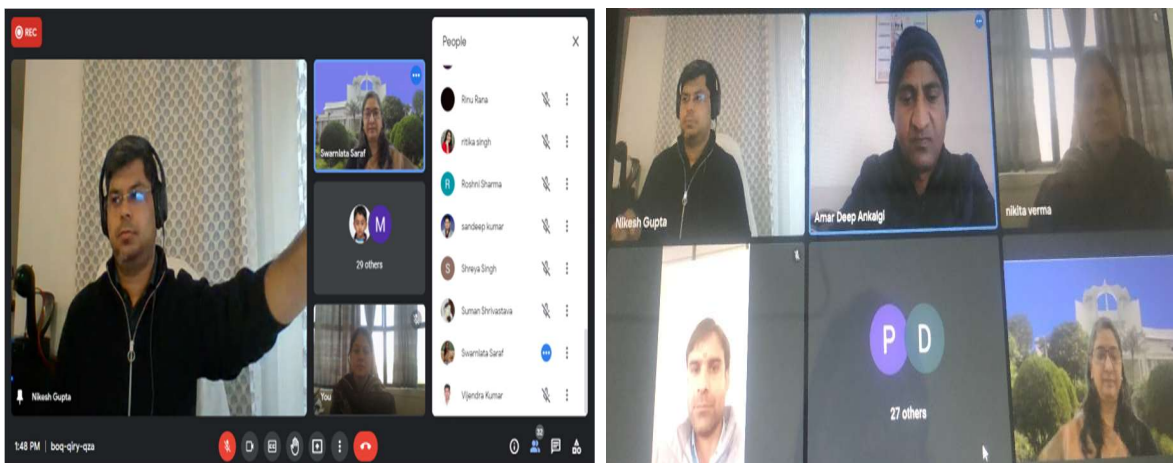 REC
People
Rinu Rana
ritika singh
R
Roshni Sharma
sandeep kumar
S
Shreya Singh
Suman Shrivastava
Swarnlata Saraf
Vijendra Kumar
Swarnlata Saraf
M
29 others
You
Nikesh Gupta
1:48 PM | boq-qiry-qza
32
Nikesh Gupta
Amar Deep Ankalgi
nikita verma
P D
27 others